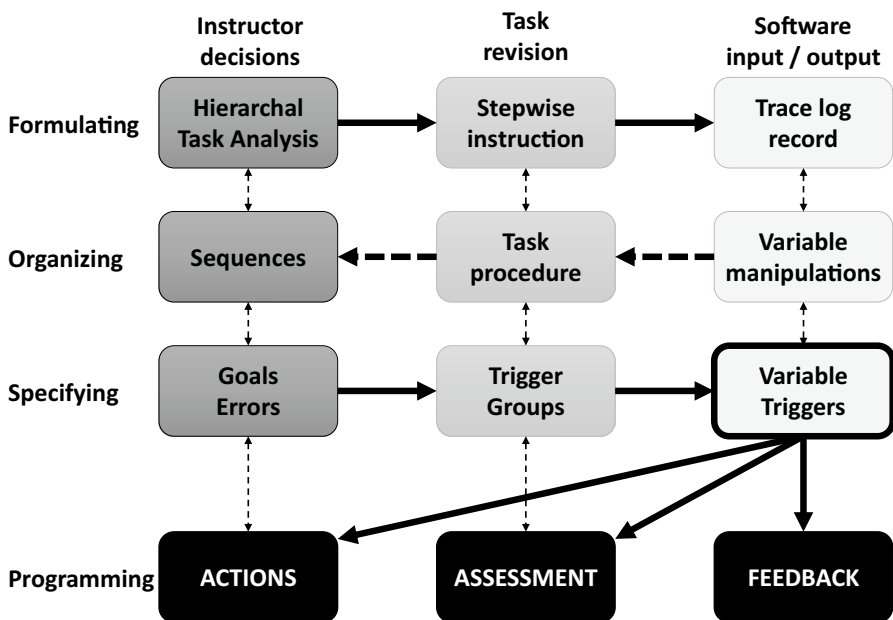 Instructor
decisions
Task
revision
Software
input / output
Formulating
Hierarchal
Task Analysis
Stepwise
instruction
Trace log
record
Organizing
Sequences
Task
procedure
Variable
manipulations
Specifying
Goals
Errors
Trigger
Groups
Variable
Triggers
Programming
ACTIONS
ASSESSMENT
FEEDBACK